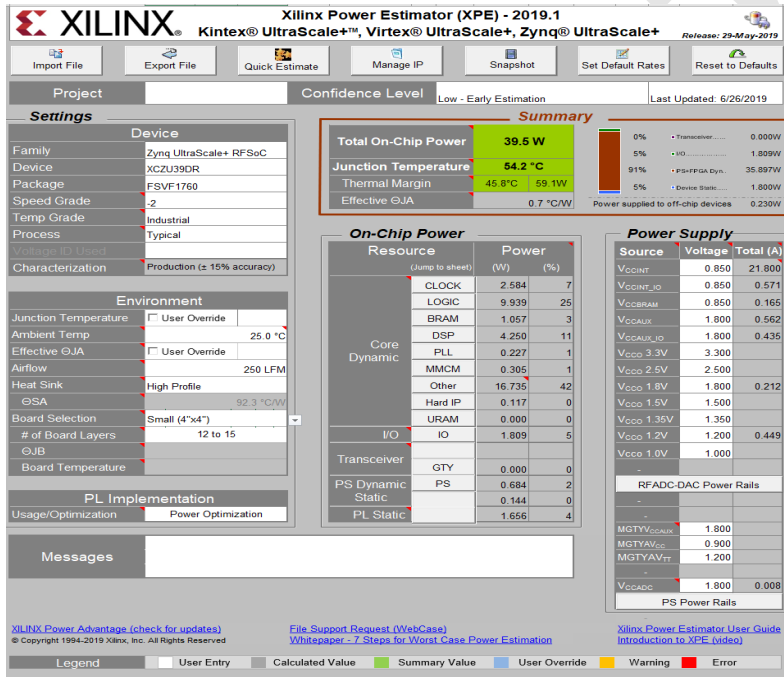 XILINX®
Xilinx Power Estimator (XPE) - 2019.1
Kintex® UltraScale+™, Virtex® UltraScale+, Zynq® UltraScale+
Release: 29-May-2019
Import File
Export File
Quick Estimate
Manage IP
Snapshot
Set Default Rates
Reset to Defaults
Project
Confidence Level
Low - Early Estimation
Last Updated: 6/26/2019
Settings
Device
Family Zynq UltraScale+ RFSoC
Device XCZU39DR
Package FSVF1760
Speed Grade -2
Temp Grade Industrial
Process Typical
Voltage ID Used
Characterization Production (± 15% accuracy)
Environment
Junction Temperature User Override
Ambient Temp 25.0 °C
Effective ΘJA User Override
Airflow 250 LFM
Heat Sink High Profile
ΘSA 92.3 °C/W
Board Selection Small (4"x4")
# of Board Layers 12 to 15
ΘJB
Board Temperature
PL Implementation
Usage/Optimization Power Optimization
Summary
Total On-Chip Power 39.5 W
Junction Temperature 54.2 °C
Thermal Margin 45.8°C 59.1W
Effective ΘJA 0.7 °C/W
0% Transceiver...... 0.000W
5% I/O.................. 1.809W
91% PS+FPGA Dyn.. 35.897W
5% Device Static..... 1.800W
Power supplied to off-chip devices 0.230W
On-Chip Power
Resource Power
(Jump to sheet) (W) (%)
Core Dynamic
CLOCK 2.584 7
LOGIC 9.939 25
BRAM 1.057 3
DSP 4.250 11
PLL 0.227 1
MMCM 0.305 1
Other 16.735 42
Hard IP 0.117 0
URAM 0.000 0
I/O IO 1.809 5
Transceiver
GTY 0.000 0
PS Dynamic PS 0.684 2
Static 0.144 0
PL Static 1.656 4
Power Supply
Source Voltage Total (A)
VCCINT 0.850 21.800
VCCINT_IO 0.850 0.571
VCCBRAM 0.850 0.165
VCCAUX 1.800 0.562
VCCAUX_IO 1.800 0.435
VCCO 3.3V 3.300
VCCO 2.5V 2.500
VCCO 1.8V 1.800 0.212
VCCO 1.5V 1.500
VCCO 1.35V 1.350
VCCO 1.2V 1.200 0.449
VCCO 1.0V 1.000
-
RFADC-DAC Power Rails
-
-
MGTYVCCAUX 1.800
MGTYAVCC 0.900
MGTYAVTT 1.200
-
VCCADC 1.800 0.008
PS Power Rails
Messages
XILINX Power Advantage (check for updates)
File Support Request (WebCase)
Xilinx Power Estimator User Guide
© Copyright 1994-2019 Xilinx, Inc. All Rights Reserved
Whitepaper - 7 Steps for Worst Case Power Estimation
Introduction to XPE (video)
Legend User Entry Calculated Value Summary Value User Override Warning Error